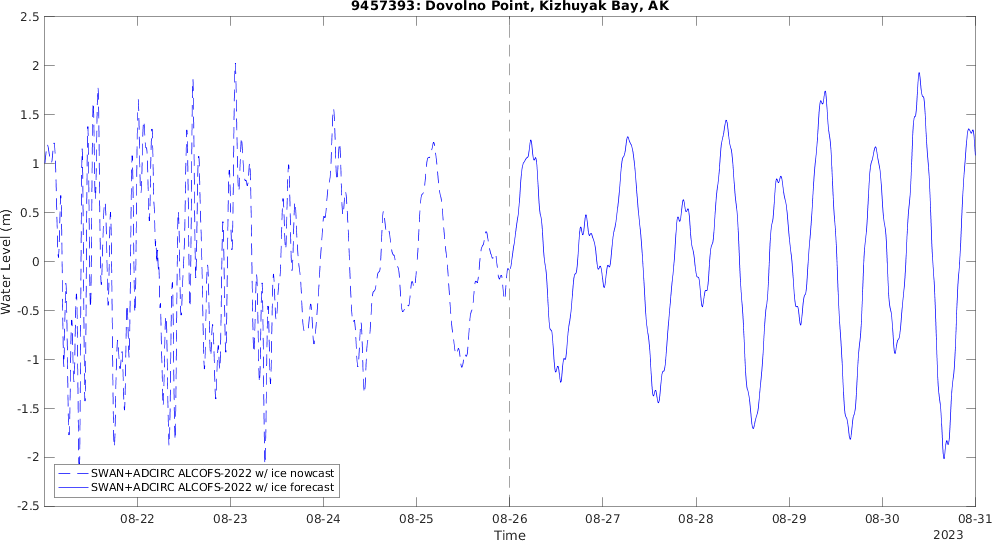 9457393: Dovolno Point, Kizhuyak Bay, AK
Water Level (m)
2.5
2
1.5
1
0.5
0
-0.5
-1
-1.5
-2
-2.5
SWAN+ADCIRC ALCOFS-2022 w/ ice nowcast
SWAN+ADCIRC ALCOFS-2022 w/ ice forecast
08-22 08-23 08-24 08-25 08-26 08-27 08-28 08-29 08-30 08-31
Time
2023